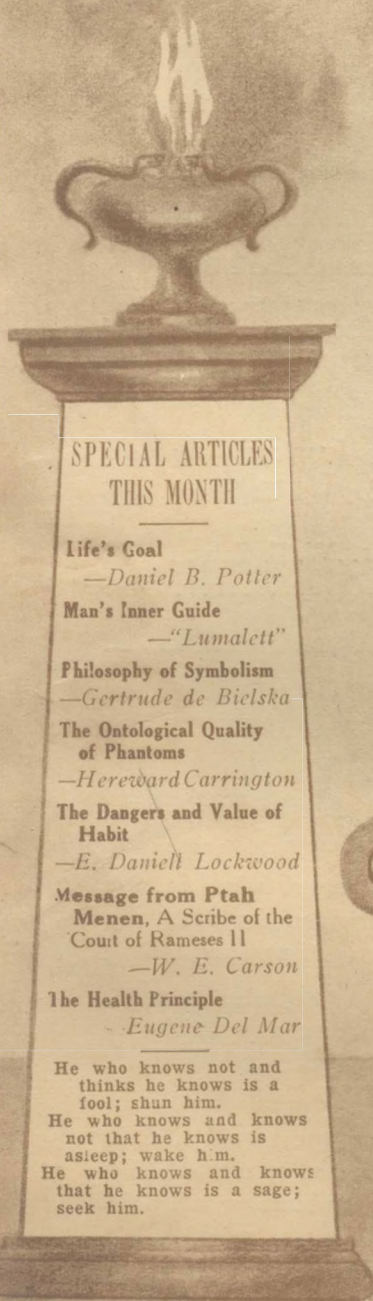 SPECIAL ARTICLES
THIS MONTH
Life's Goal
—Daniel B. Potter
Man's Inner Guide
—"Lumalett"
Philosophy of Symbolism
—Gertrude de Bielska
The Ontological Quality
of Phantoms
—Hereward Carrington
The Dangers and Value of
Habit
—E. Daniell Lockwood
Message from Ptah
Menen, A Scribe of the
Court of Rameses II
—W. E. Carson
The Health Principle
—Eugene Del Mar
He who knows not and
thinks he knows is a
fool; shun him.
He who knows and knows
not that he knows is
asleep; wake him.
He who knows and knows
that he knows is a sage;
seek him.